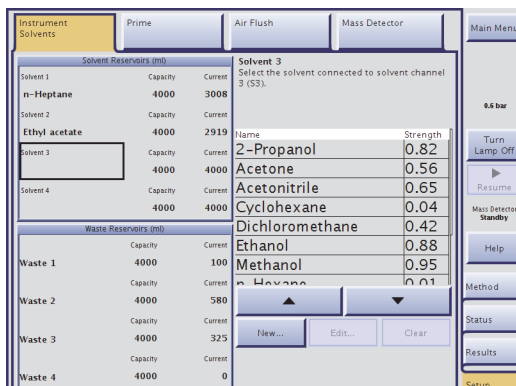 Instrument Solvents
Prime
Air Flush
Mass Detector
Main Menu
Solvent Reservoirs (ml)
Solvent 1 Capacity Current
n-Heptane 4000 3008
Solvent 2 Capacity Current
Ethyl acetate 4000 2919
Solvent 3 Capacity Current
4000 4000
Solvent 4 Capacity Current
4000 4000
Waste Reservoirs (ml)
Capacity Current
Waste 1 4000 100
Capacity Current
Waste 2 4000 580
Capacity Current
Waste 3 4000 325
Capacity Current
Waste 4 4000 0
Solvent 3
Select the solvent connected to solvent channel
3 (S3).
Name Strength
2-Propanol 0.82
Acetone 0.56
Acetonitrile 0.65
Cyclohexane 0.04
Dichloromethane 0.42
Ethanol 0.88
Methanol 0.95
n-Hexane 0.01
New... Edit... Clear
0.6 bar
Turn
Lamp Off
Resume
Mass Detector
Standby
Help
Method
Status
Results
Setup